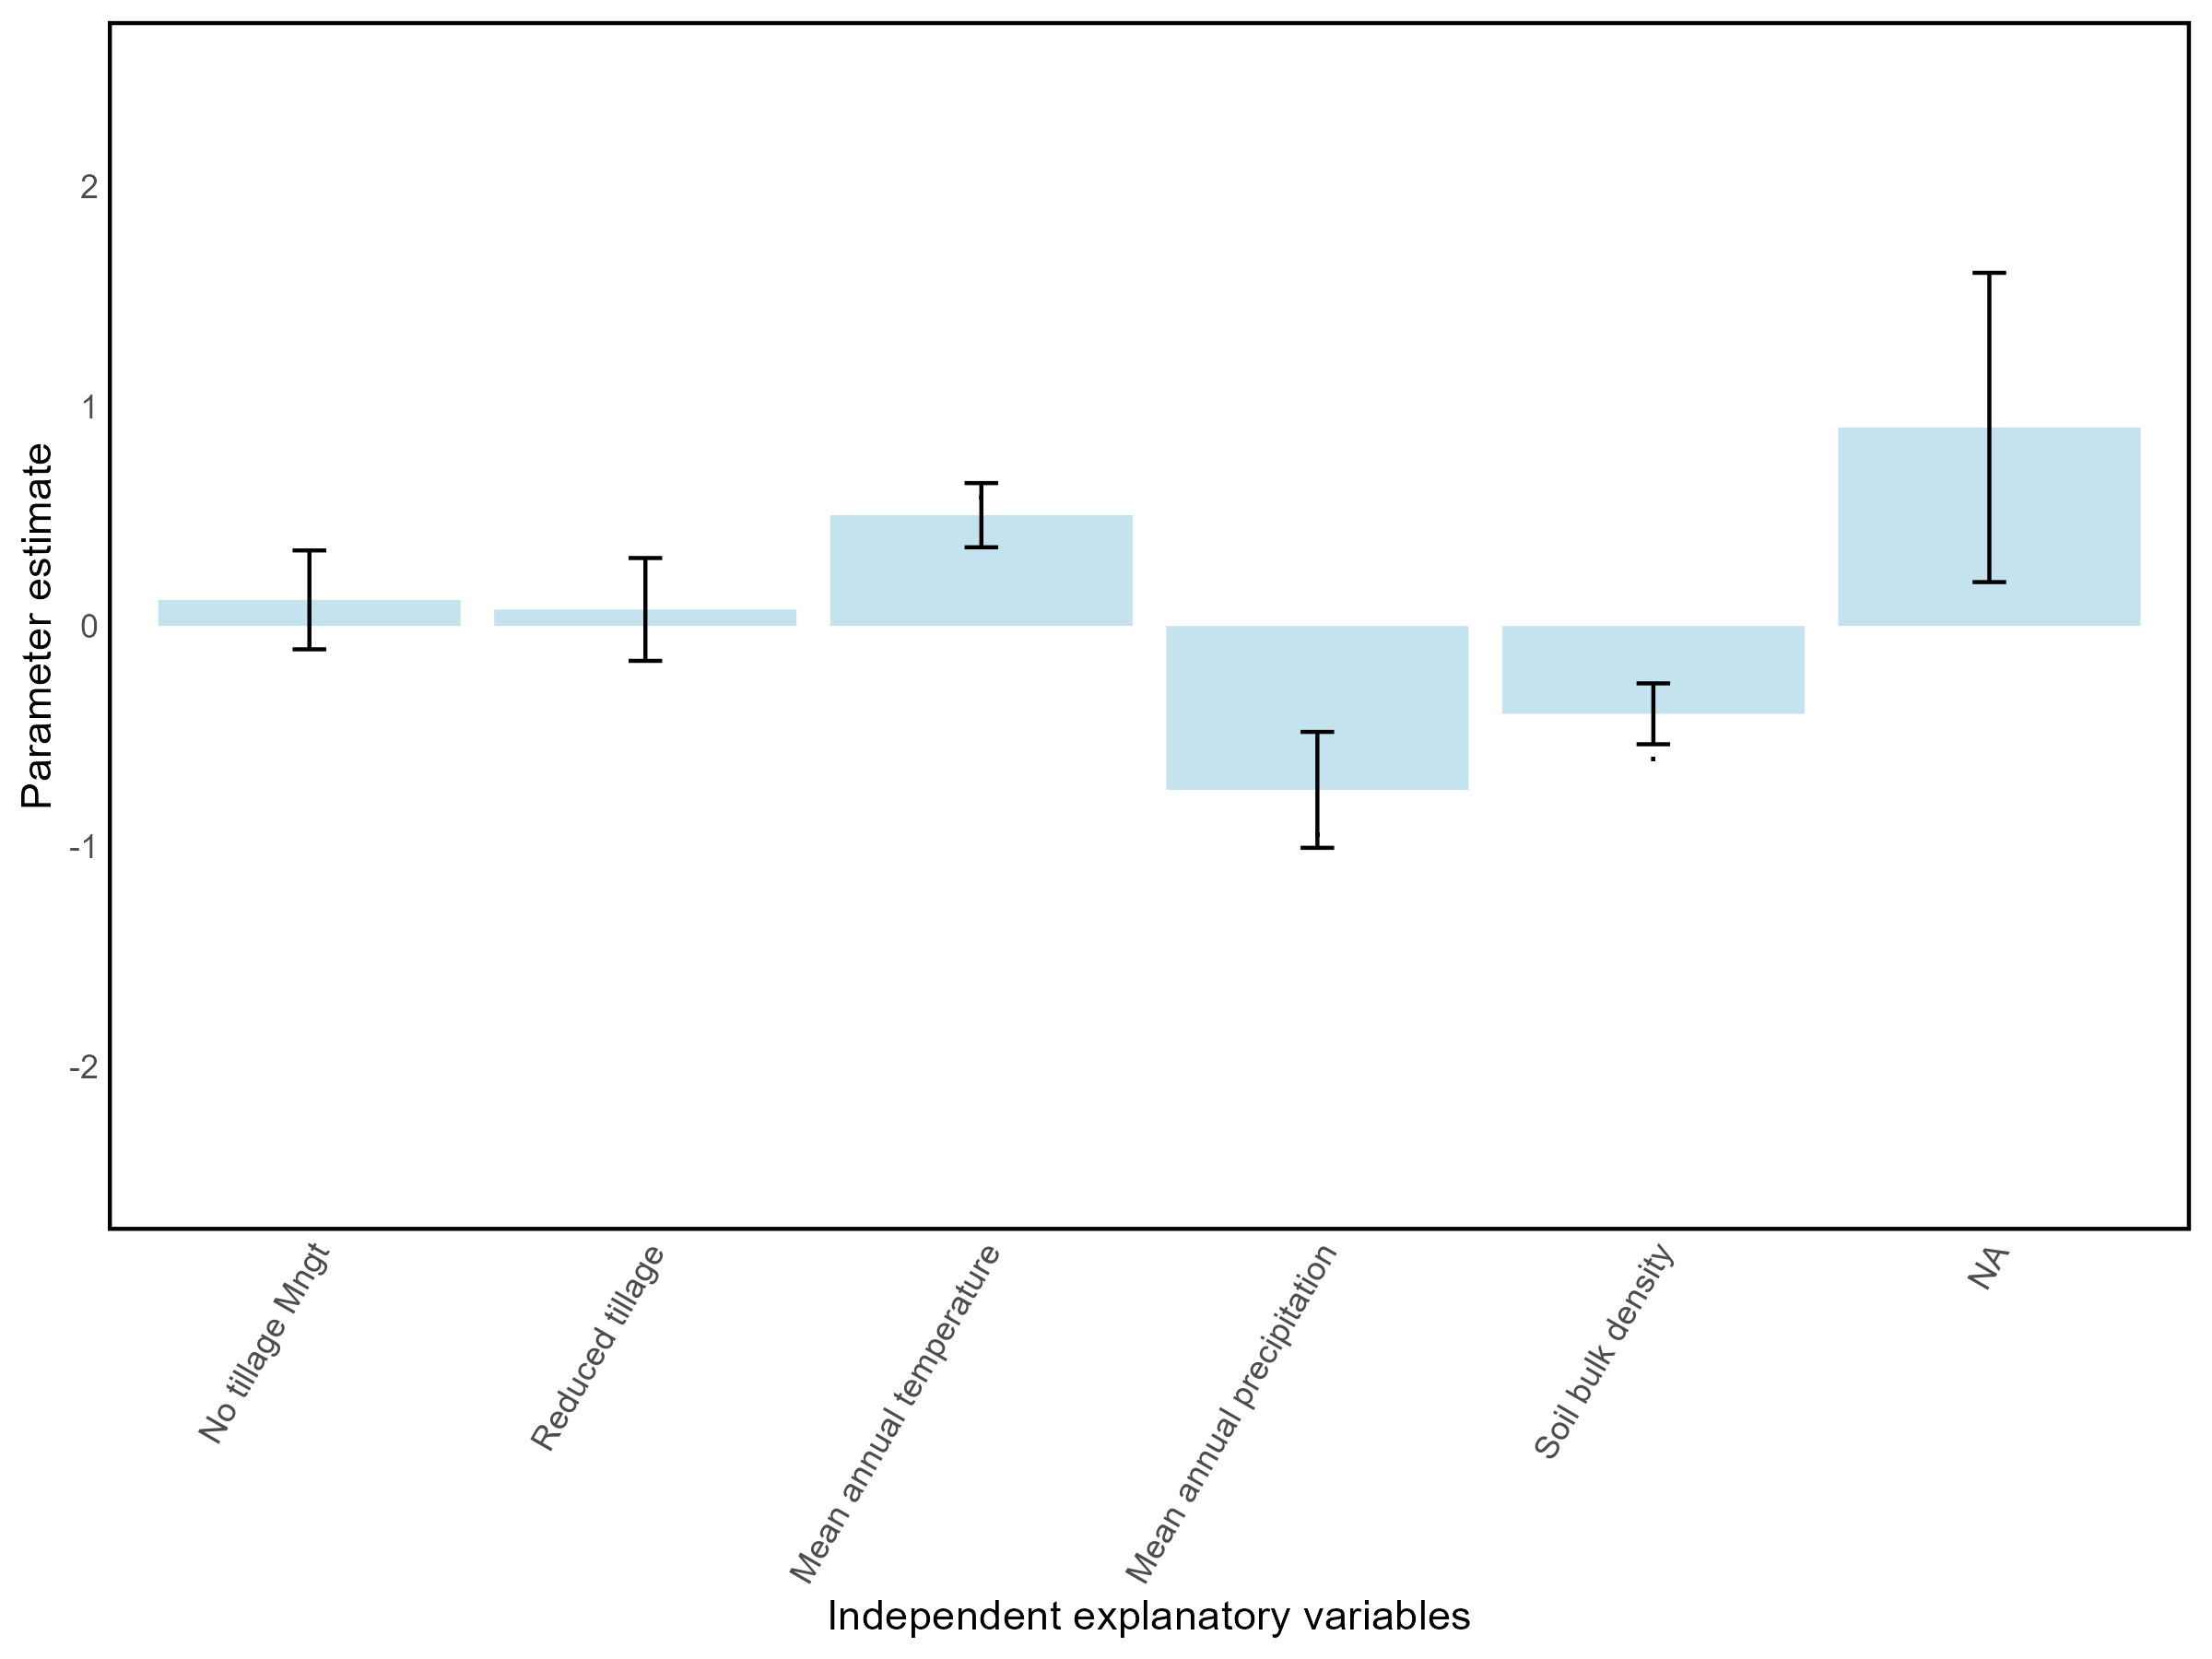 Parameter estimate
2
1
0
-1
-2
No tillage Mngt
Reduced tillage
Mean annual temperature
Mean annual precipitation
Soil bulk density
NA
Independent explanatory variables